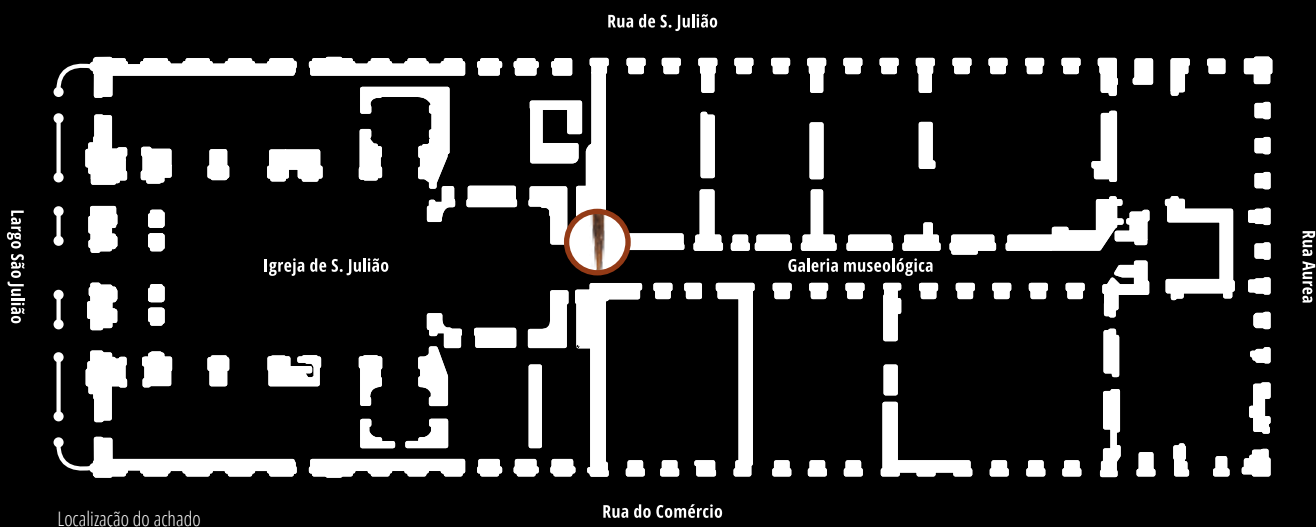 Rua de S. Julião
Largo São Julião
Igreja de S. Julião
Galeria museológica
Rua Aurea
Rua do Comércio
Localização do achado